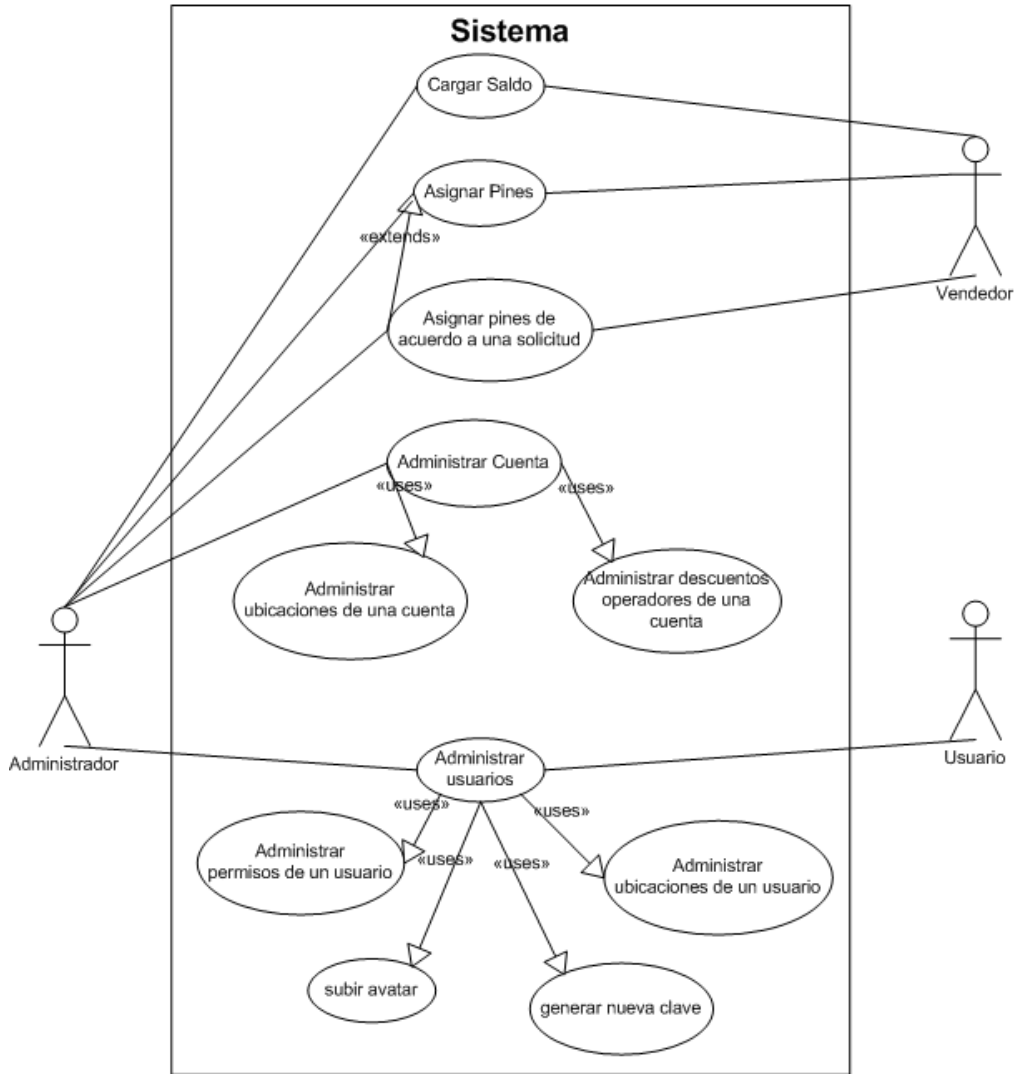 Sistema
Cargar Saldo
Asignar Pines
«extends»
Vendedor
Asignar pines de
acuerdo a una solicitud
Administrar Cuenta
«uses»
«uses»
Administrar
ubicaciones de una cuenta
Administrar descuentos
operadores de una
cuenta
Administrador
Usuario
Administrar
usuarios
«uses»
«uses»
Administrar
permisos de un usuario
«uses»
«uses»
Administrar
ubicaciones de un usuario
subir avatar
generar nueva clave